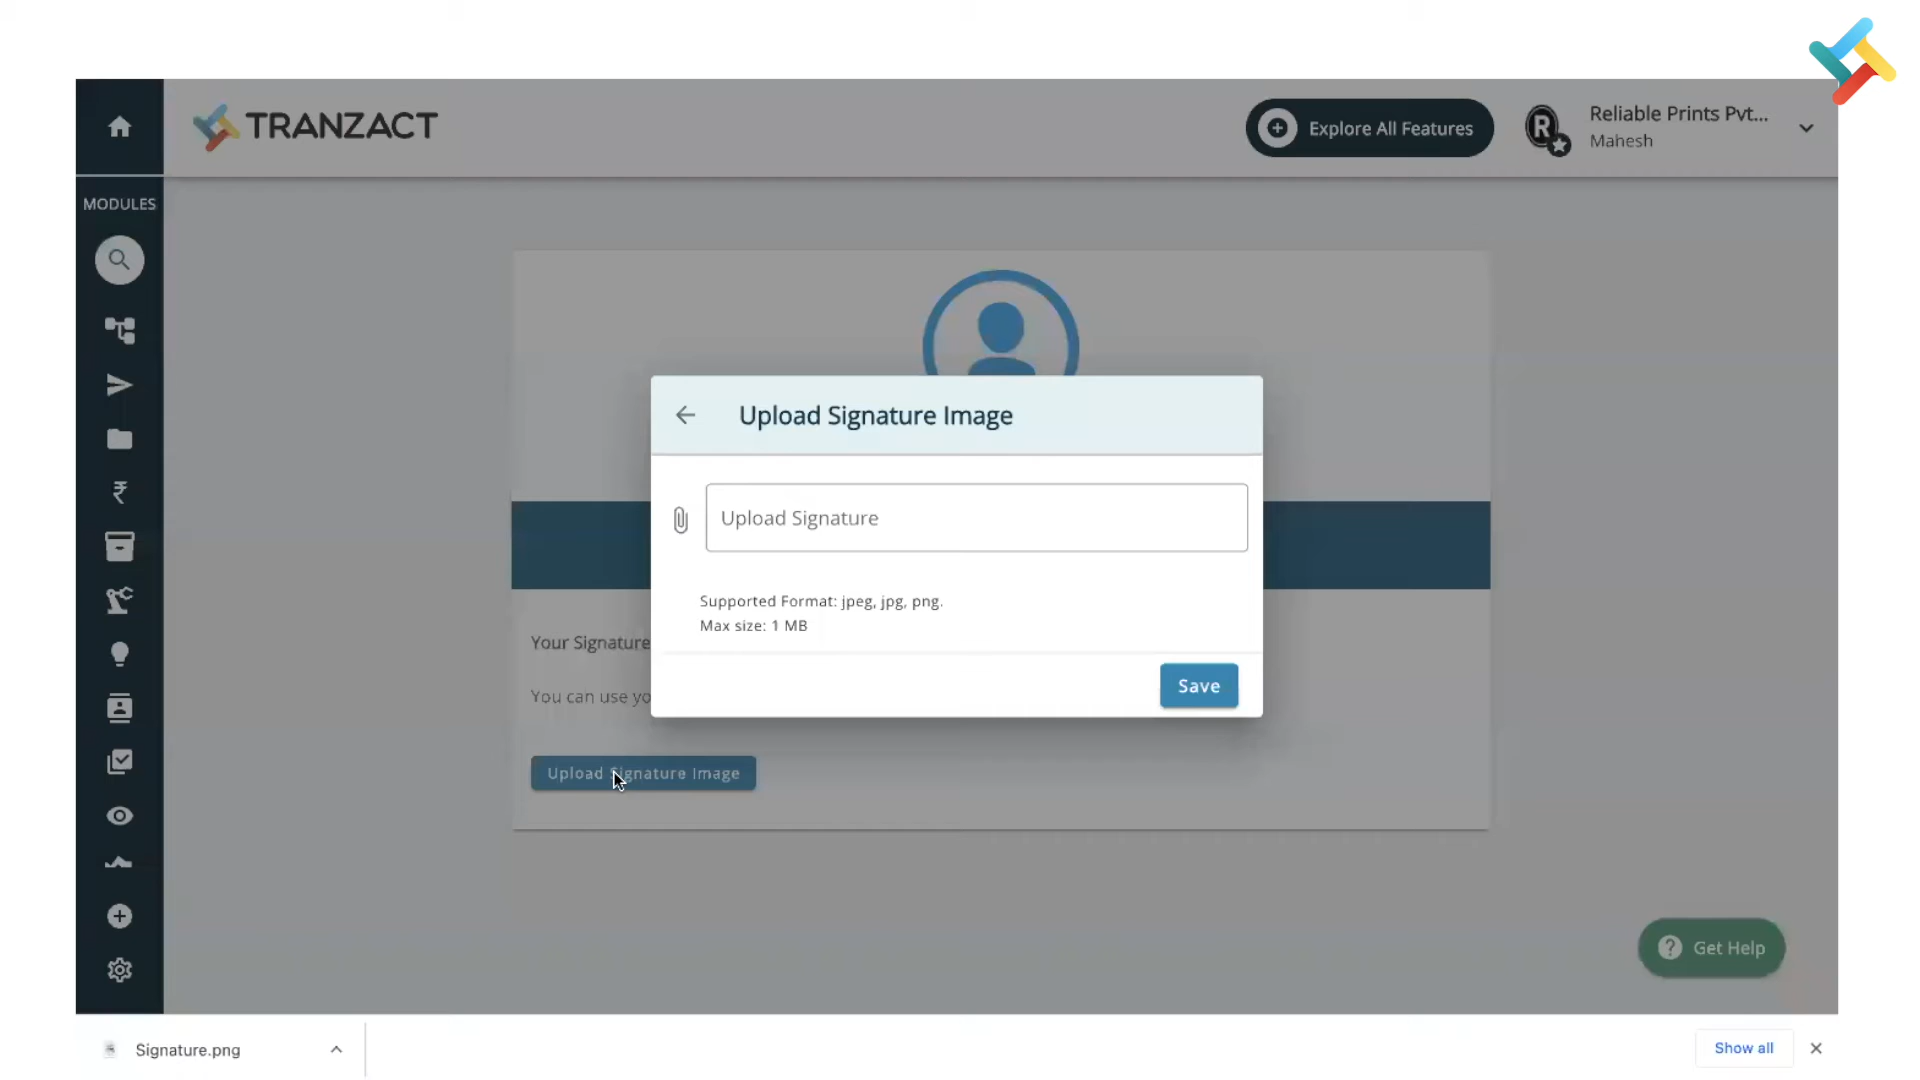 TRANZACT
Explore All Features
R
Reliable Prints Pvt...
Mahesh
MODULES
₹
Upload Signature Image
Upload Signature
Supported Format: jpeg, jpg, png.
Max size: 1 MB
Save
Your Signature
You can use yo
Upload Signature Image
Get Help
Signature.png
Show all